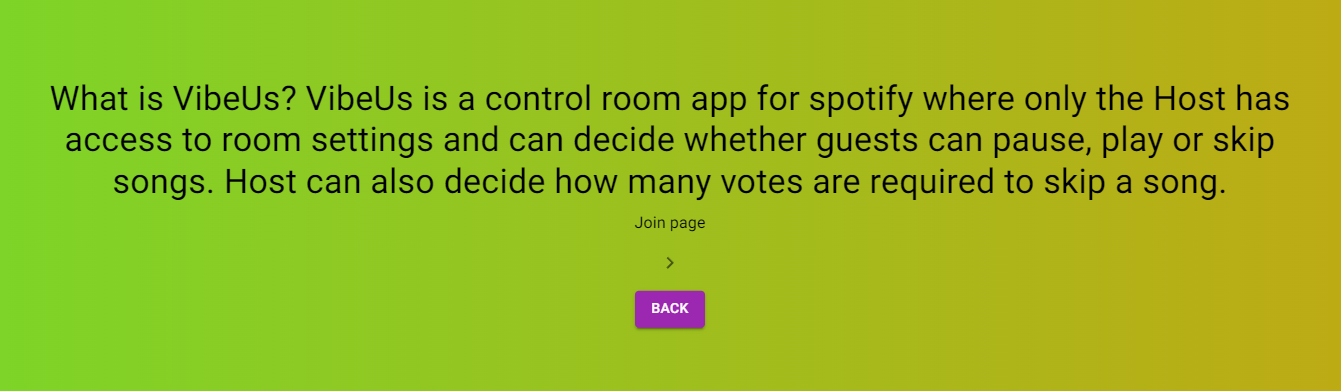 What is VibeUs? VibeUs is a control room app for spotify where only the Host has
access to room settings and can decide whether guests can pause, play or skip
songs. Host can also decide how many votes are required to skip a song.
Join page
BACK